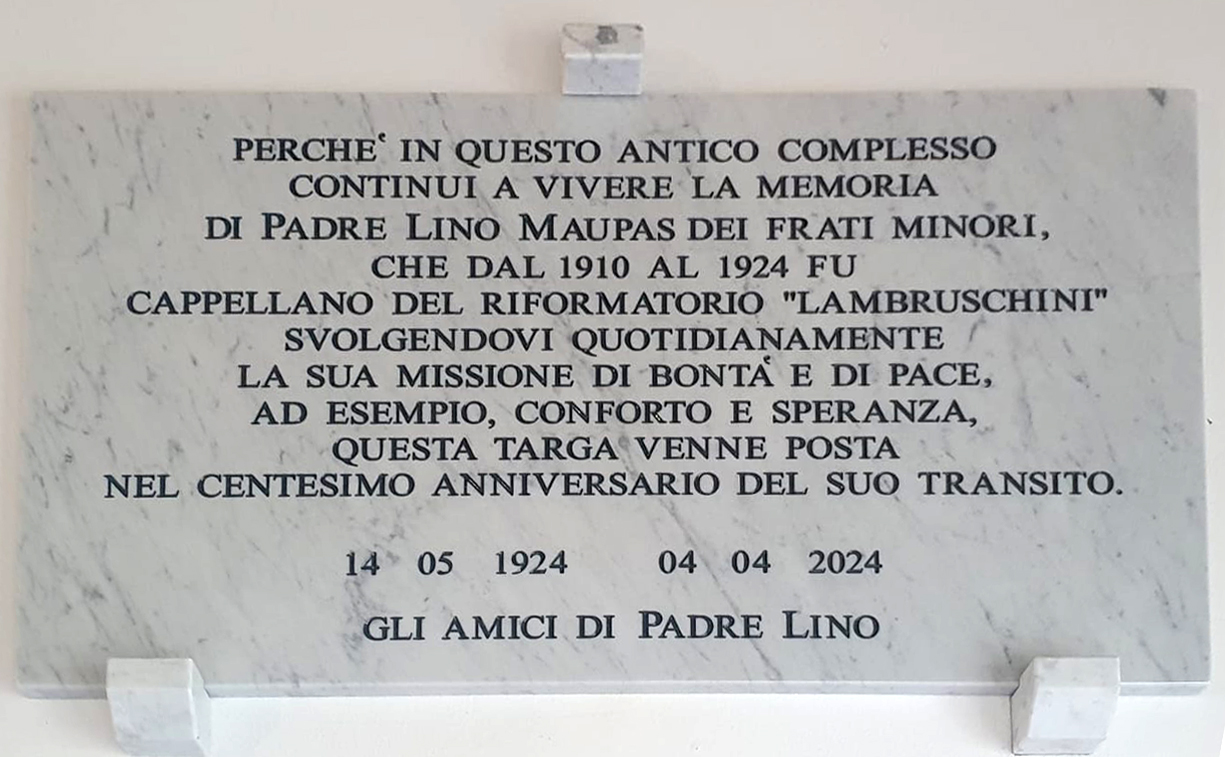 PERCHE' IN QUESTO ANTICO COMPLESSO
CONTINUI A VIVERE LA MEMORIA
DI PADRE LINO MAUPAS DEI FRATI MINORI,
CHE DAL 1910 AL 1924 FU
CAPPELLANO DEL RIFORMATORIO "LAMBRUSCHINI"
SVOLGENDOVI QUOTIDIANAMENTE
LA SUA MISSIONE DI BONTA' E DI PACE,
AD ESEMPIO, CONFORTO E SPERANZA,
QUESTA TARGA VENNE POSTA
NEL CENTESIMO ANNIVERSARIO DEL SUO TRANSITO.
14 05 1924 04 04 2024
GLI AMICI DI PADRE LINO